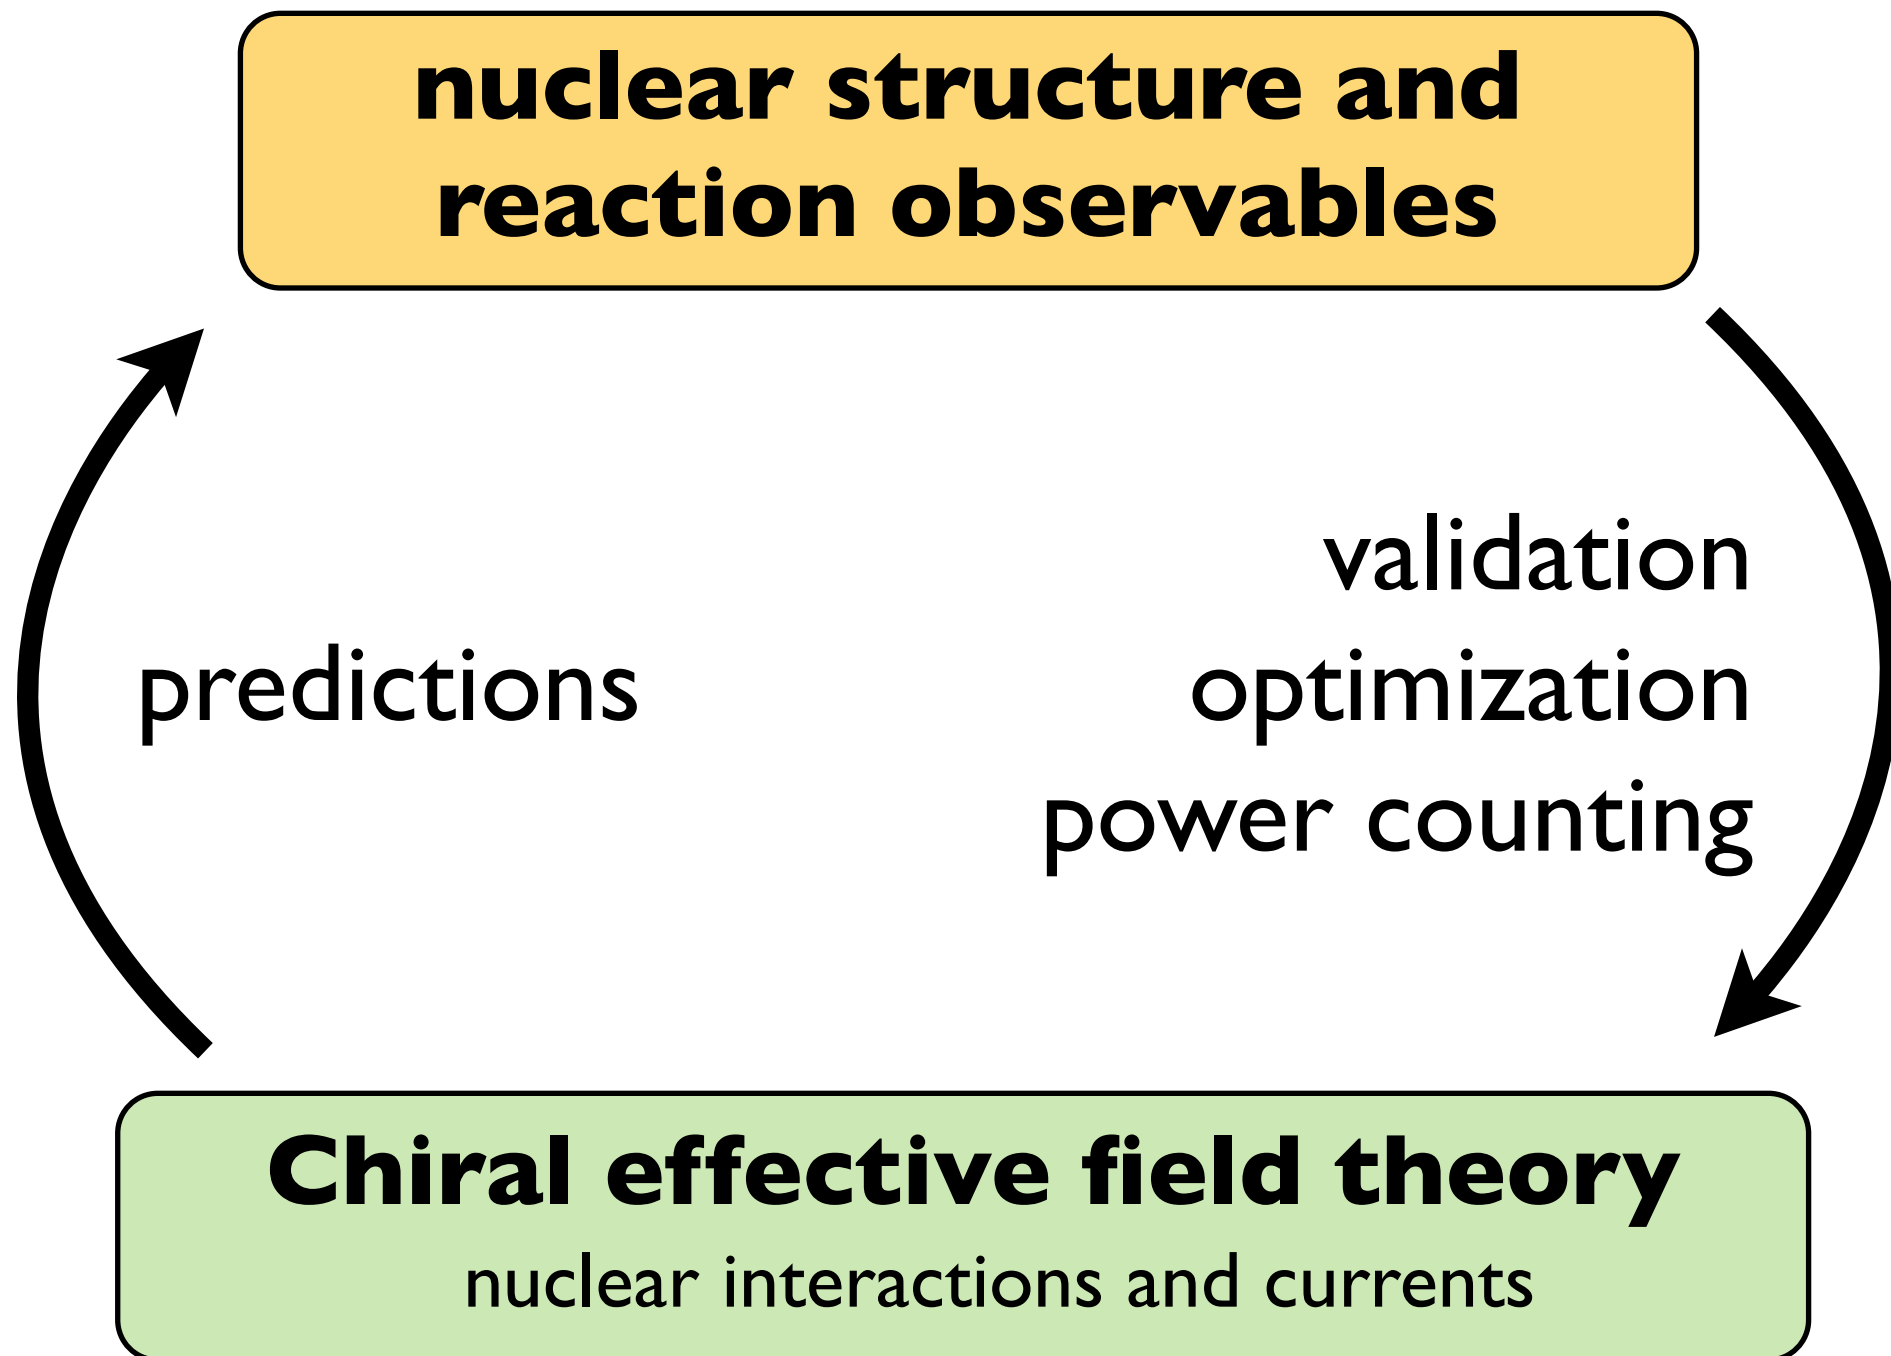 nuclear structure and
reaction observables
predictions
validation
optimization
power counting
Chiral effective field theory
nuclear interactions and currents